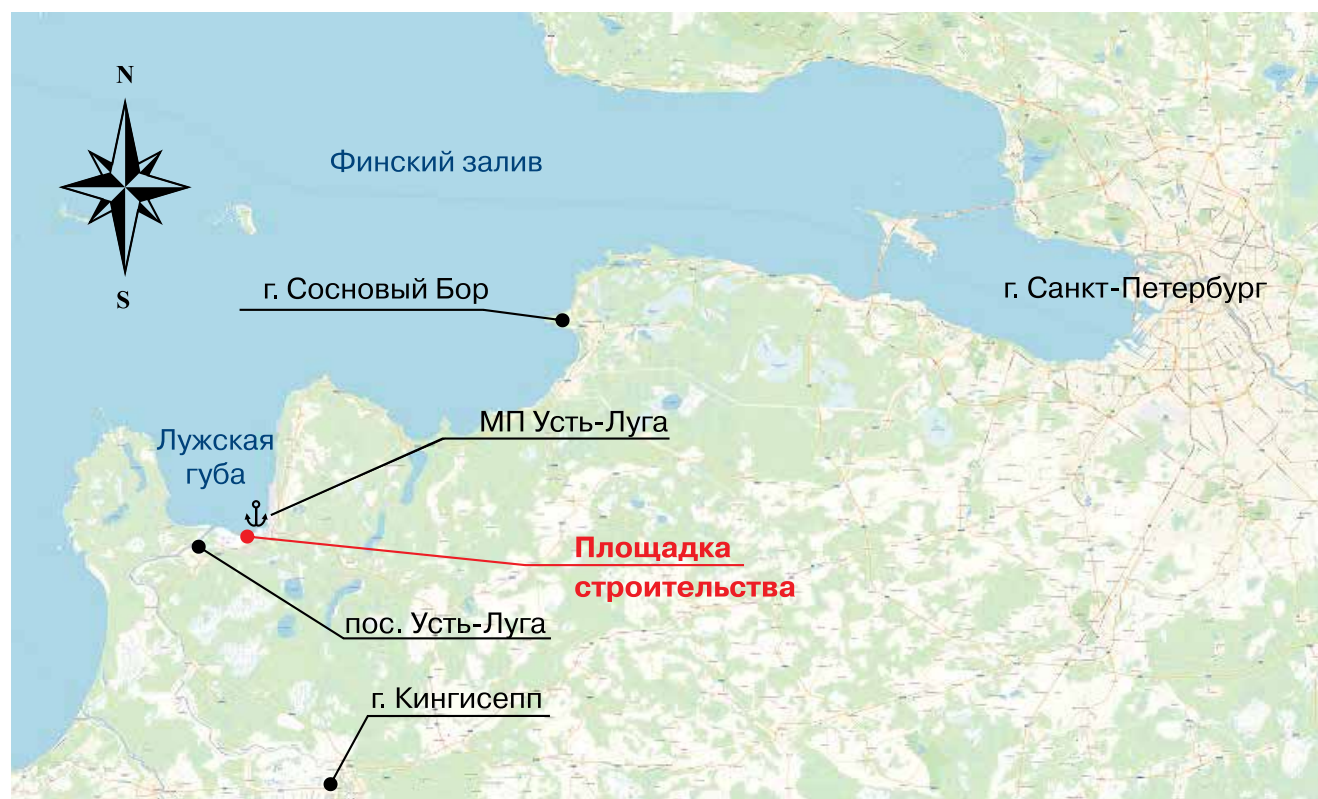 N
Финский залив
г. Сосновый Бор
г. Санкт-Петербург
S
МП Усть-Луга
Лужская
губа
Площадка
строительства
пос. Усть-Луга
г. Кингисепп